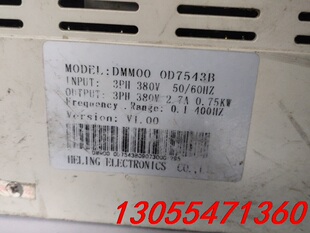 MODEL:DMMOO OD7543B
INPUT: 3PH 380V 50/60HZ
OUTPUT: 3PH 380V 2.7A 0.75KW
Frequency Range: 0.1-400HZ
Version: V1.00
HELING ELECTRONICS CO.,
13055471360